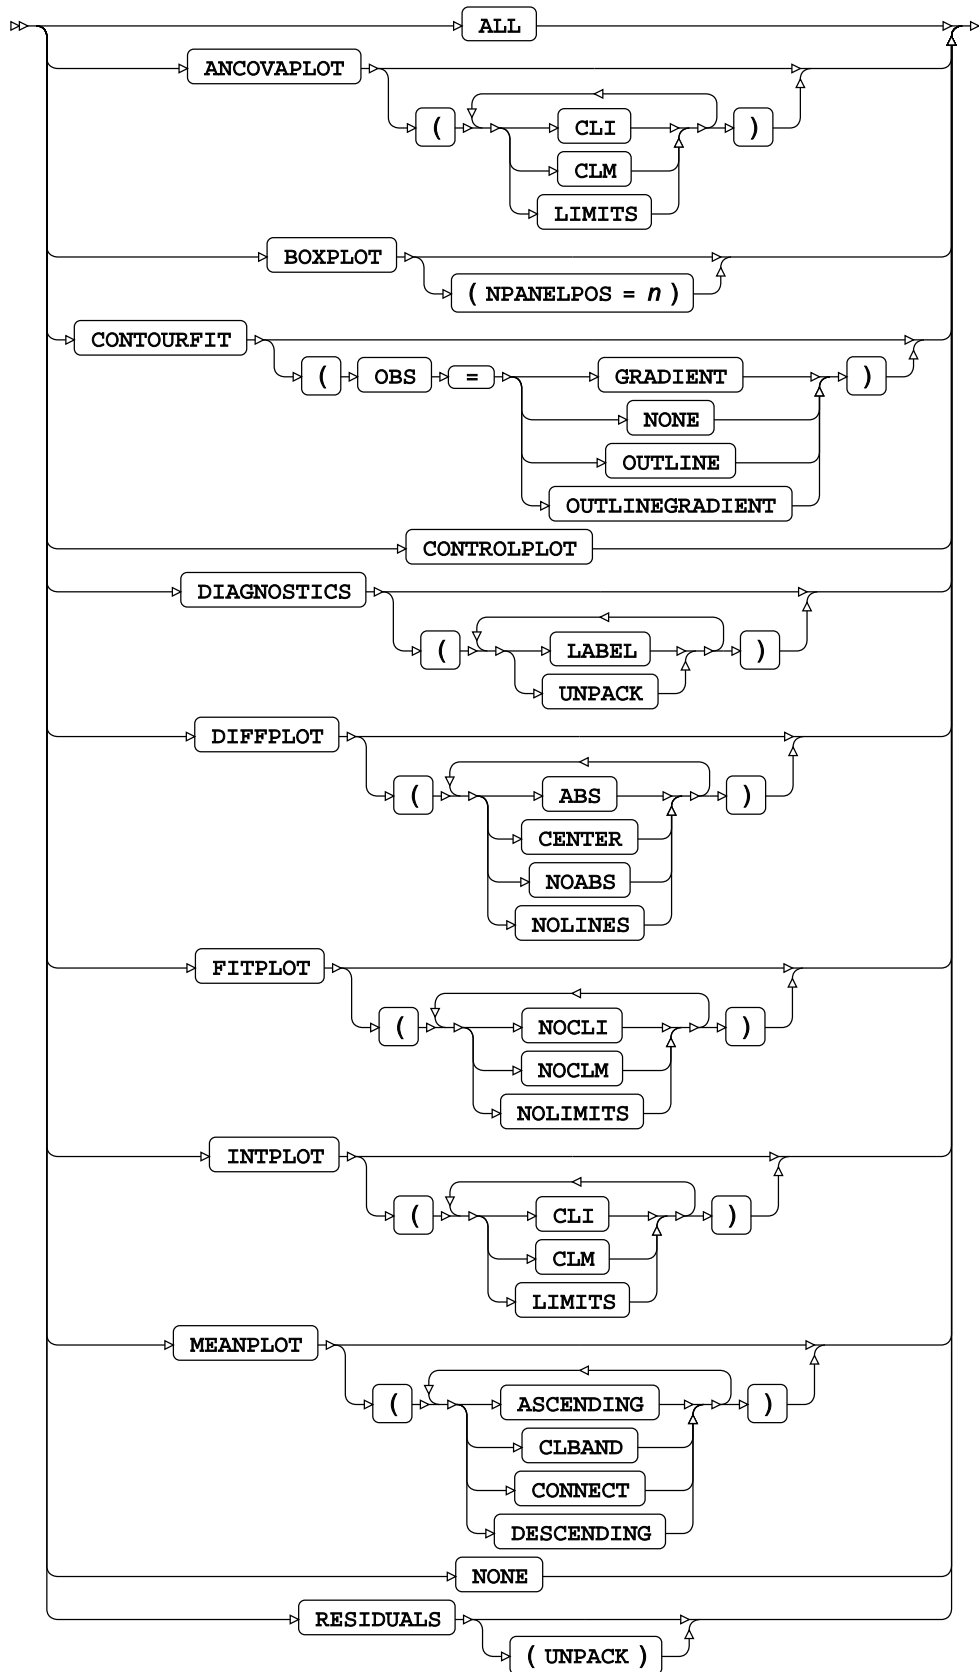 ALL
ANCOVAPLOT
( CLI )
CLM
LIMITS
BOXPLOT
( NPANELPOS = n )
CONTOURFIT
( OBS = GRADIENT )
NONE
OUTLINE
OUTLINEGRADIENT
CONTROLPLOT
DIAGNOSTICS
( LABEL )
UNPACK
DIFFPLOT
( ABS )
CENTER
NOABS
NOLINES
FITPLOT
( NOCLI )
NOCLM
NOLIMITS
INTPLOT
( CLI )
CLM
LIMITS
MEANPLOT
( ASCENDING )
CLBAND
CONNECT
DESCENDING
NONE
RESIDUALS
( UNPACK )